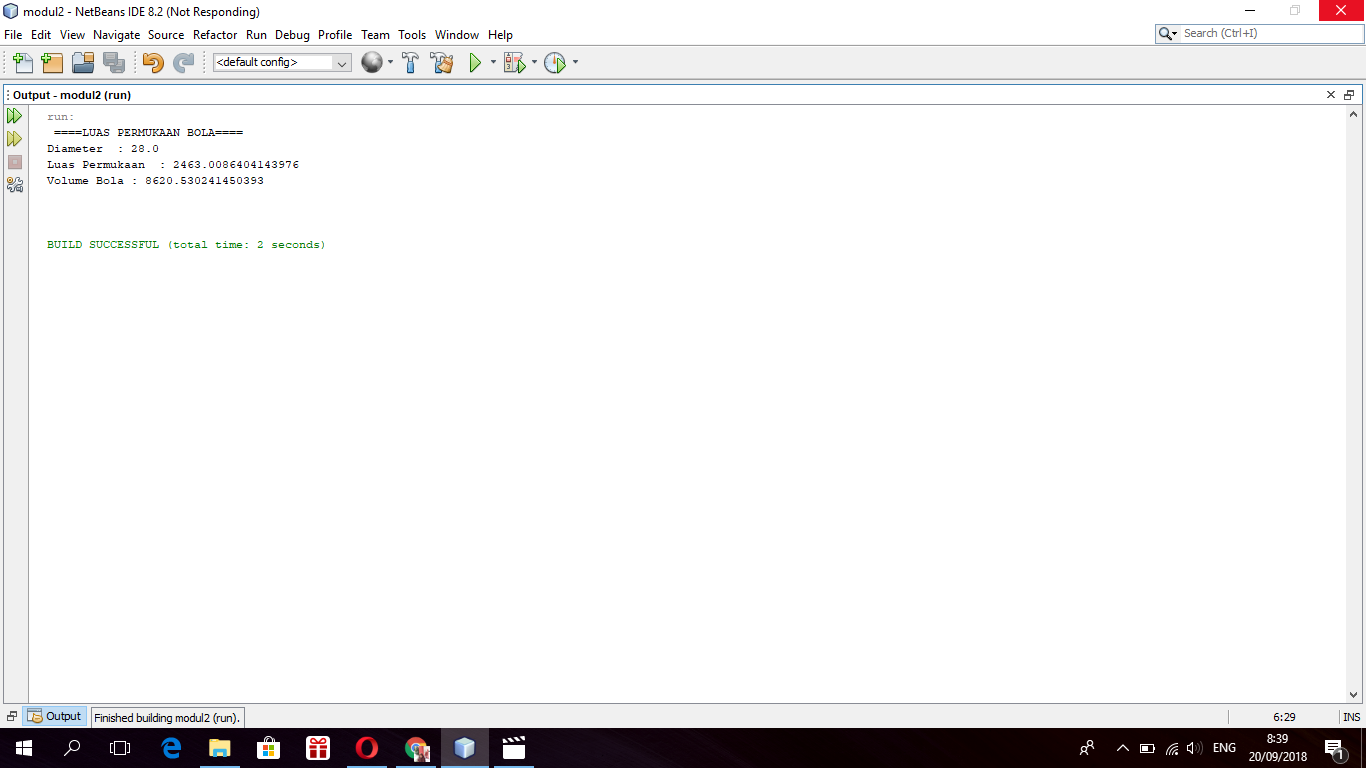 modul2 - NetBeans IDE 8.2 (Not Responding)
File Edit View Navigate Source Refactor Run Debug Profile Team Tools Window Help
Search (Ctrl+I)
<default config>
Output - modul2 (run)
run:
====LUAS PERMUKAAN BOLA====
Diameter  : 28.0
Luas Permukaan  : 2463.0086404143976
Volume Bola : 8620.530241450393
BUILD SUCCESSFUL (total time: 2 seconds)
Output
Finished building modul2 (run).
6:29
INS
ENG
8:39
20/09/2018
1